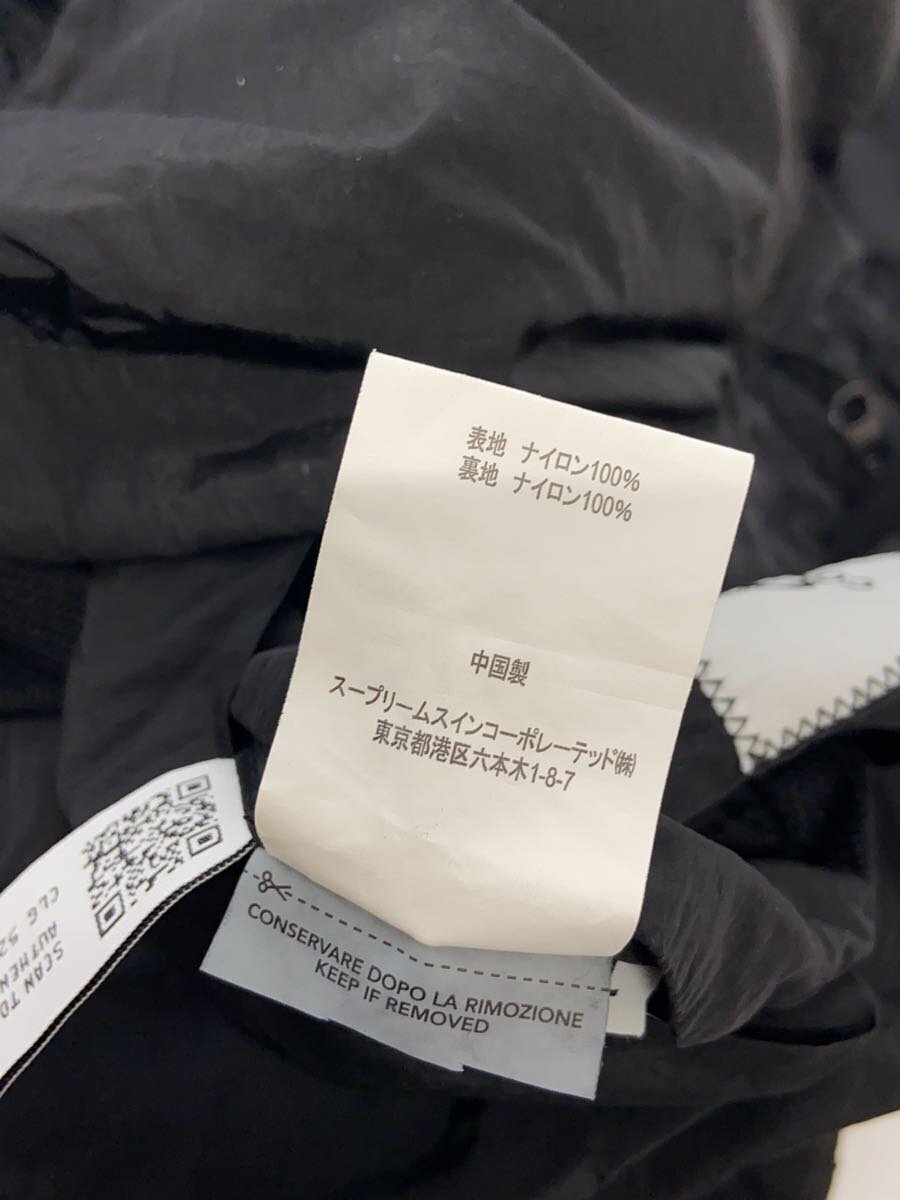 表地 ナイロン100%
裏地 ナイロン100%
中国製
スープリームスインコーポレーテッド㈱
東京都港区六本木1-8-7
CONSERVARE DOPO LA RIMOZIONE
KEEP IF REMOVED
SCAN TO
CLG